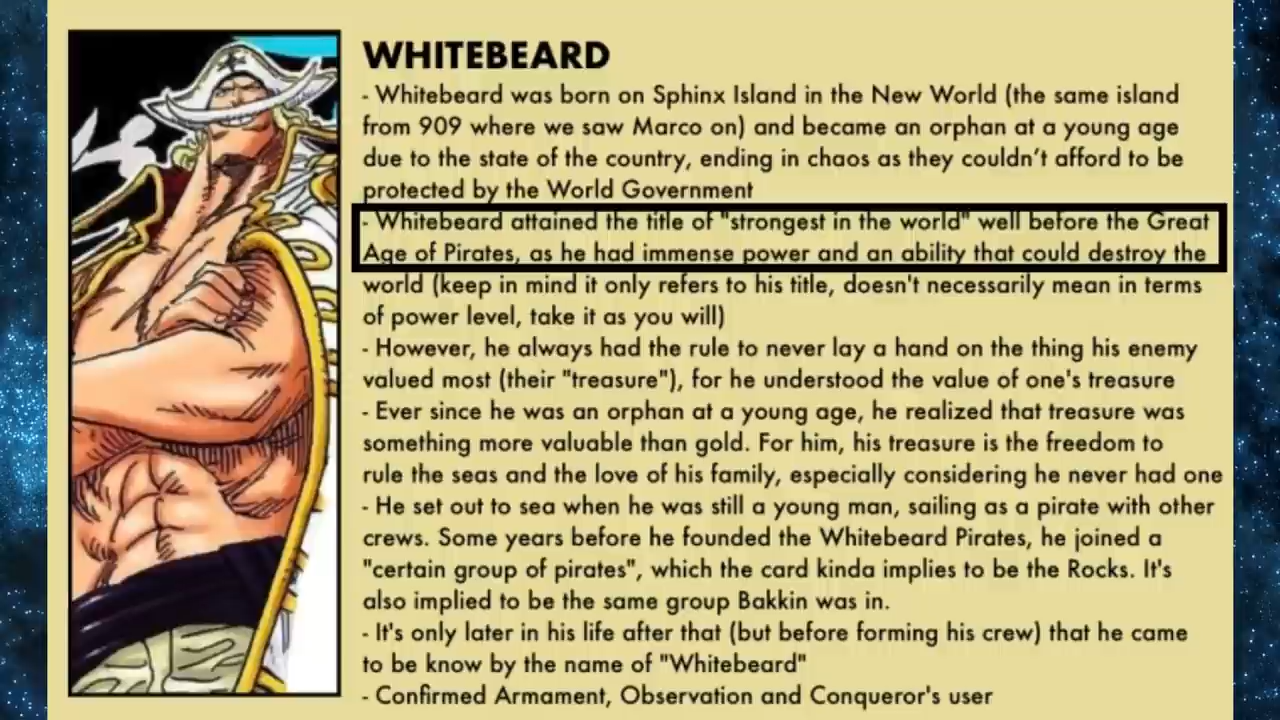 WHITEBEARD
- Whitebeard was born on Sphinx Island in the New World (the same island
from 909 where we saw Marco on) and became an orphan at a young age
due to the state of the country, ending in chaos as they couldn't afford to be
protected by the World Government
- Whitebeard attained the title of "strongest in the world" well before the Great
Age of Pirates, as he had immense power and an ability that could destroy the
world (keep in mind it only refers to his title, doesn't necessarily mean in terms
of power level, take it as you will)
- However, he always had the rule to never lay a hand on the thing his enemy
valued most (their "treasure"), for he understood the value of one's treasure
- Ever since he was an orphan at a young age, he realized that treasure was
something more valuable than gold. For him, his treasure is the freedom to
rule the seas and the love of his family, especially considering he never had one
- He set out to sea when he was still a young man, sailing as a pirate with other
crews. Some years before he founded the Whitebeard Pirates, he joined a
"certain group of pirates", which the card kinda implies to be the Rocks. It's
also implied to be the same group Bakkin was in.
- It's only later in his life after that (but before forming his crew) that he came
to be know by the name of "Whitebeard"
- Confirmed Armament, Observation and Conqueror's user